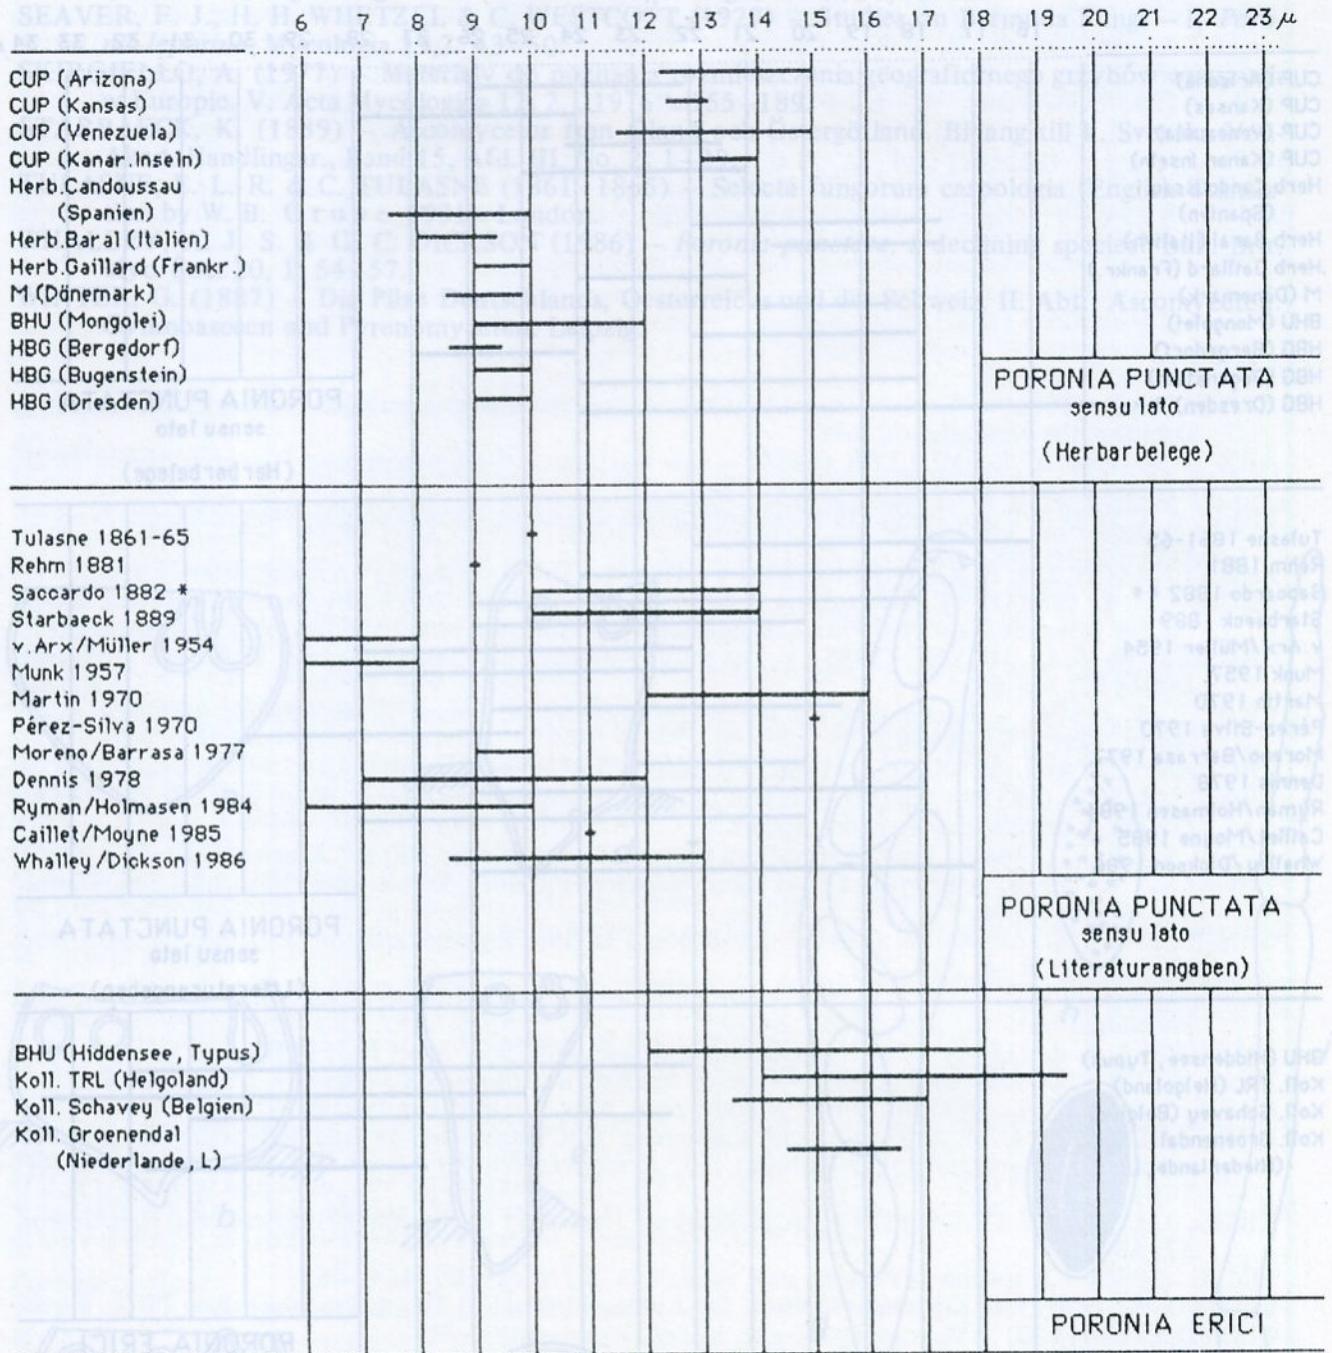 6 7 8 9 10 11 12 13 14 15 16 17 18 19 20 21 22 23 µ
CUP (Arizona)
CUP (Kansas)
CUP (Venezuela)
CUP (Kanar. Inseln)
Herb. Candoussau
(Spanien)
Herb. Baral (Italien)
Herb. Gaillard (Frankr.)
M (Dänemark)
BHU (Mongolei)
HBG (Bergedorf)
HBG (Bugenstein)
HBG (Dresden)
PORONIA PUNCTATA
sensu lato
(Herbarbelege)
Tulasne 1861-65
Rehm 1881
Saccardo 1882 *
Starbaeck 1889
v. Arx/Müller 1954
Munk 1957
Martin 1970
Pérez-Silva 1970
Moreno/Barrasa 1977
Dennis 1978
Ryman/Holmasen 1984
Caillet/Moyne 1985
Whalley/Dickson 1986
PORONIA PUNCTATA
sensu lato
(Literaturangaben)
BHU (Hiddensee, Typus)
Koll. TRL (Helgoland)
Koll. Schavey (Belgien)
Koll. Groenendal
(Niederlande, L)
PORONIA ERICI